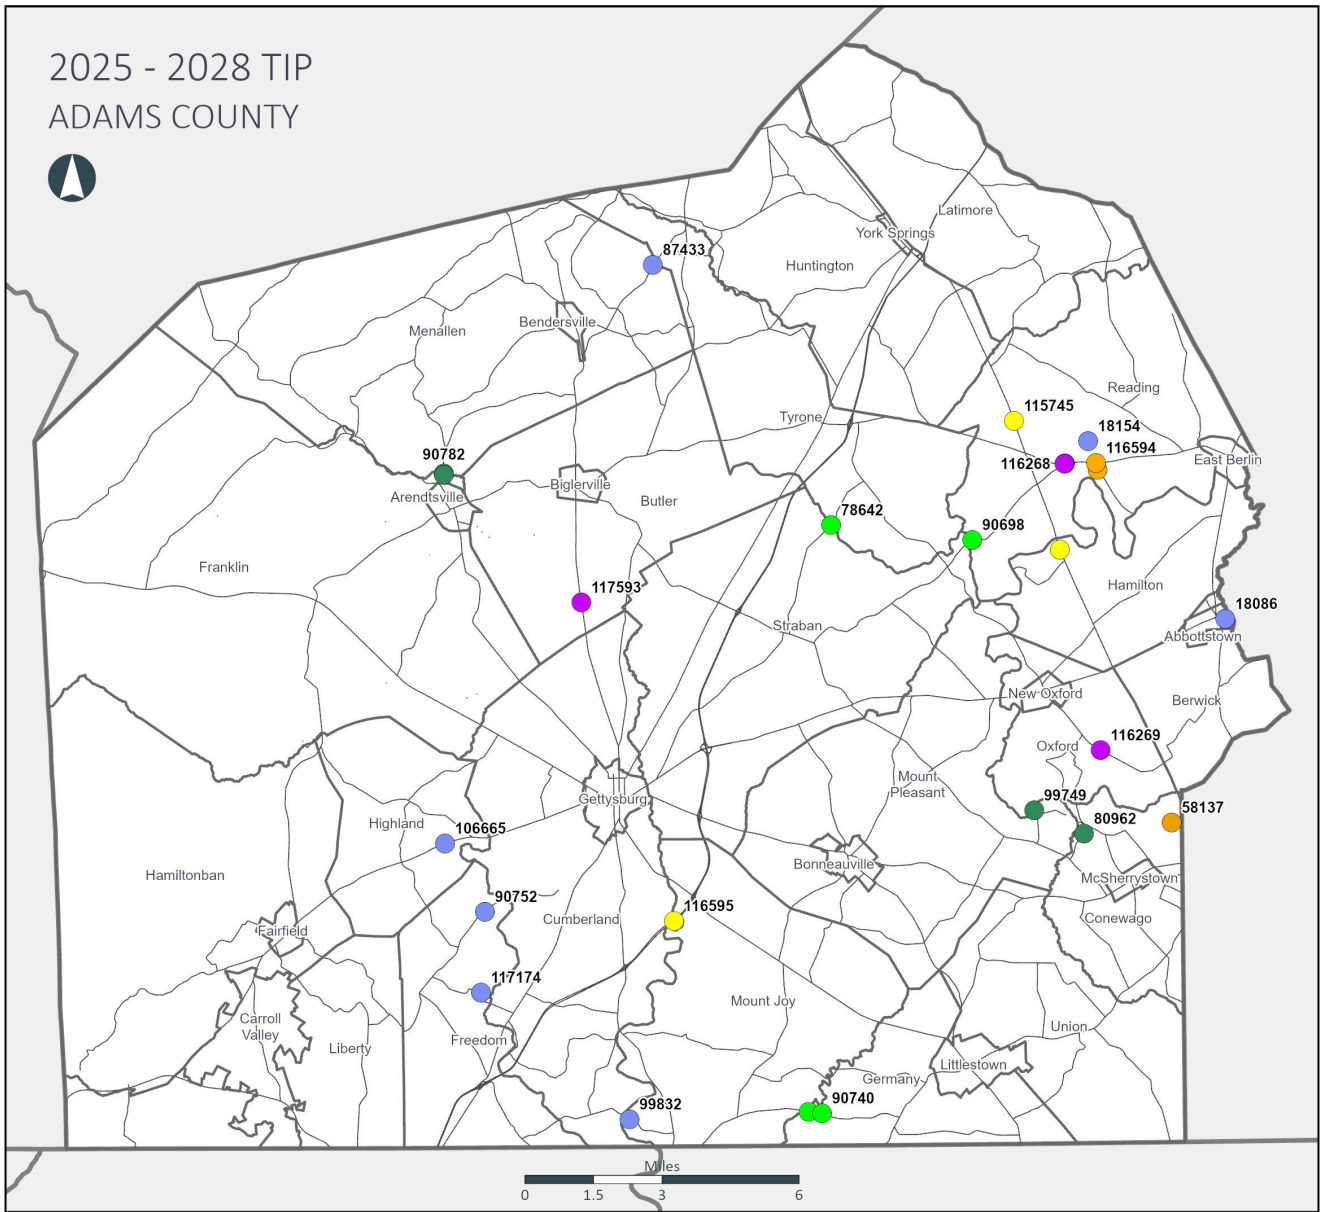 2025 - 2028 TIP
ADAMS COUNTY
Latimore
York Springs
87433
Huntington
Bendersville
Menallen
Reading
115745
Tyrone
18154
116594
90782
116268
East Berlin
Biglerville
Arendtsville
Butler
78642
90698
Franklin
Hamilton
117593
18086
Straban
Abbottstown
New Oxford
Berwick
116269
Oxford
Mount
Pleasant
Gettysburg
99749
58137
80962
Highland
106665
Bonneauville
Hamiltonban
McSherrystown
90752
116595
Cumberland
Conewago
Fairfield
117174
Mount Joy
Carroll
Valley
Union
Freedom
Liberty
Littlestown
Germany
90740
99832
Miles
0 1.5 3 6